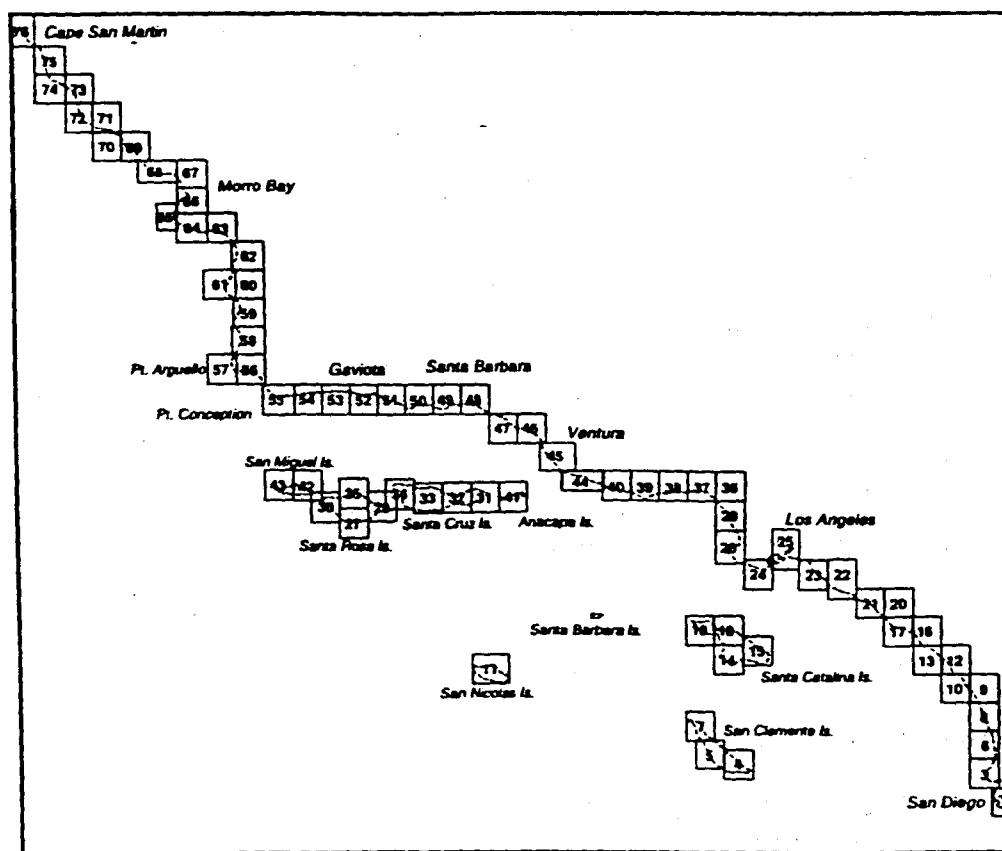 Cape San Martin
75
74 73
72 71
70 69
68 67
Morro Bay
66
65
64 63
62
61 60
59
58
Pt. Arguello 57 56
Gaviota Santa Barbara
55 54 53 52 51 50 49 48
Pt. Conception
47 46
Ventura
45
San Miguel Is.
43 42
44 40 39 38 37 36
35 33 32 31 41
30
27
Santa Rosa Is. Santa Cruz Is. Anacapa Is.
Los Angeles
25
24 23 22
21 20
Santa Barbara Is.
18 19
17 16
14 15
13 12
11
San Nicolas Is.
Santa Catalina Is.
10 9
7 San Clemente Is.
6
San Diego